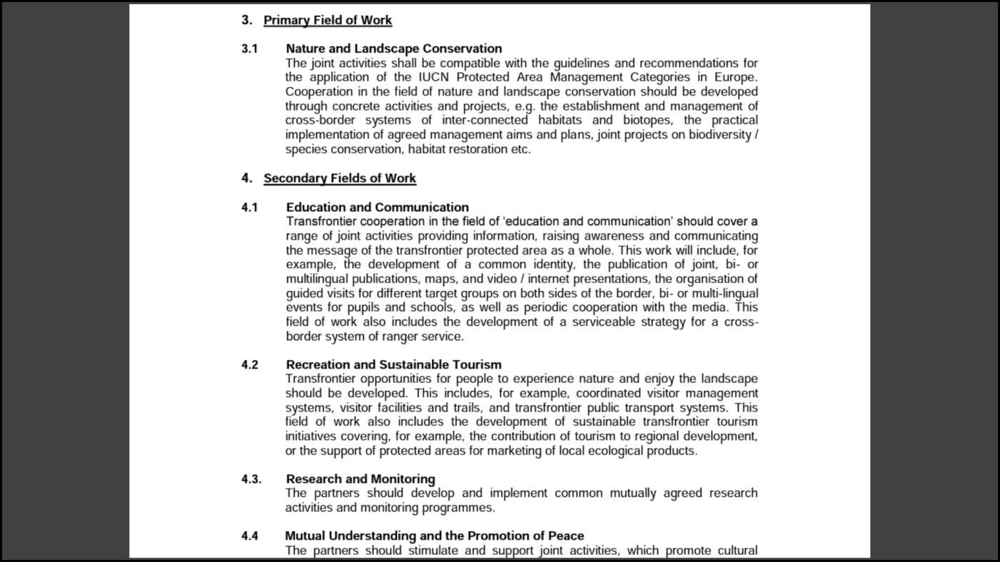 3. Primary Field of Work
3.1 Nature and Landscape Conservation
The joint activities shall be compatible with the guidelines and recommendations for
the application of the IUCN Protected Area Management Categories in Europe.
Cooperation in the field of nature and landscape conservation should be developed
through concrete activities and projects, e.g. the establishment and management of
cross-border systems of inter-connected habitats and biotopes, the practical
implementation of agreed management aims and plans, joint projects on biodiversity /
species conservation, habitat restoration etc.
4. Secondary Fields of Work
4.1 Education and Communication
Transfrontier cooperation in the field of ‘education and communication’ should cover a
range of joint activities providing information, raising awareness and communicating
the message of the transfrontier protected area as a whole. This work will include, for
example, the development of a common identity, the publication of joint, bi- or
multilingual publications, maps, and video / internet presentations, the organisation of
guided visits for different target groups on both sides of the border, bi- or multi-lingual
events for pupils and schools, as well as periodic cooperation with the media. This
field of work also includes the development of a serviceable strategy for a cross-
border system of ranger service.
4.2 Recreation and Sustainable Tourism
Transfrontier opportunities for people to experience nature and enjoy the landscape
should be developed. This includes, for example, coordinated visitor management
systems, visitor facilities and trails, and transfrontier public transport systems. This
field of work also includes the development of sustainable transfrontier tourism
initiatives covering, for example, the contribution of tourism to regional development,
or the support of protected areas for marketing of local ecological products.
4.3. Research and Monitoring
The partners should develop and implement common mutually agreed research
activities and monitoring programmes.
4.4 Mutual Understanding and the Promotion of Peace
The partners should stimulate and support joint activities, which promote cultural